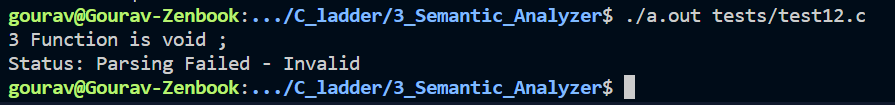 gourav@Gourav-Zenbook:.../C_ladder/3_Semantic_Analyzer$ ./a.out tests/test12.c
3 Function is void ;
Status: Parsing Failed - Invalid
gourav@Gourav-Zenbook:.../C_ladder/3_Semantic_Analyzer$